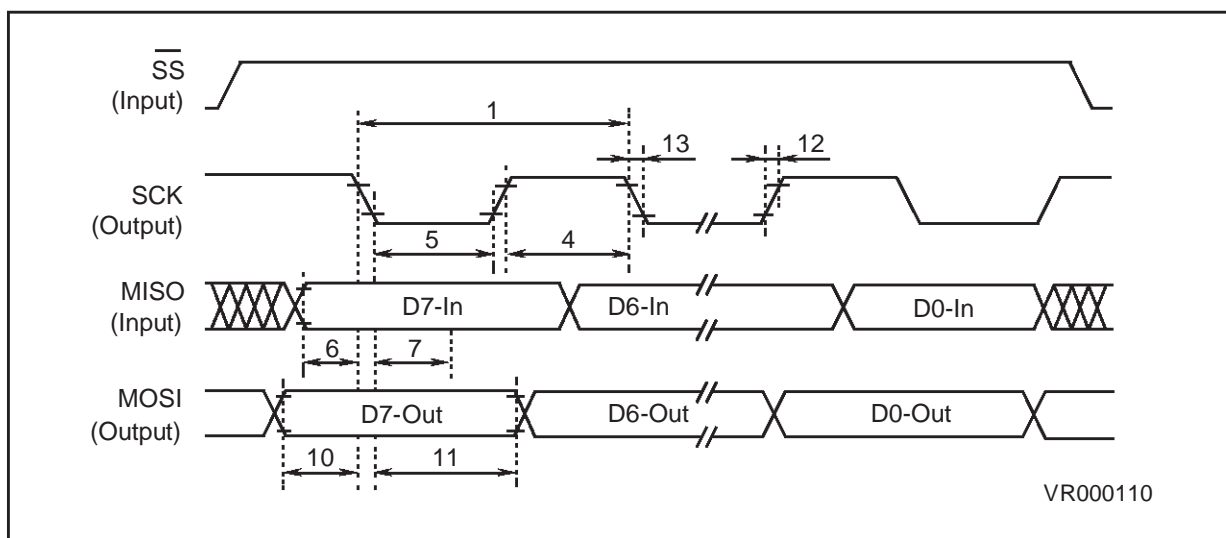 SS
(Input)
1
13
12
SCK
(Output)
5
4
MISO
(Input)
D7-In
D6-In
D0-In
6
7
MOSI
(Output)
D7-Out
D6-Out
D0-Out
10
11
VR000110